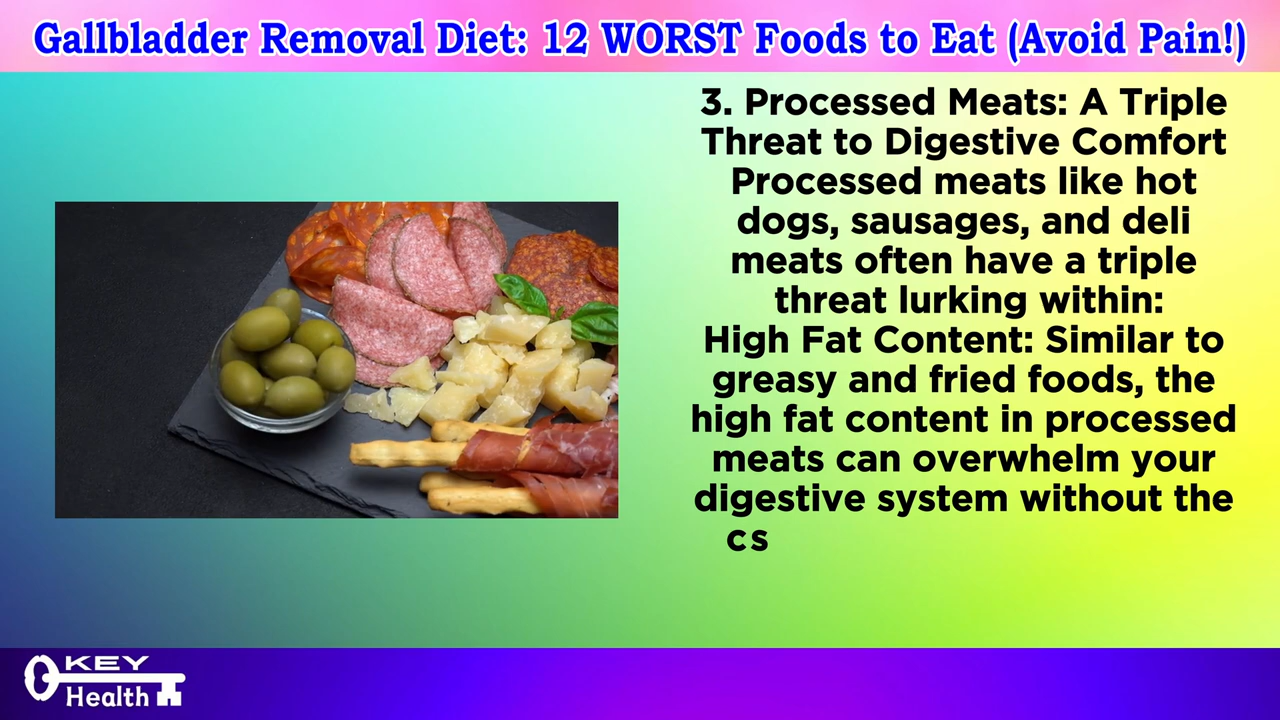 Gallbladder Removal Diet: 12 WORST Foods to Eat (Avoid Pain!)
3. Processed Meats: A Triple
Threat to Digestive Comfort
Processed meats like hot
dogs, sausages, and deli
meats often have a triple
threat lurking within:
High Fat Content: Similar to
greasy and fried foods, the
high fat content in processed
meats can overwhelm your
digestive system without the
cs
KEY
Health